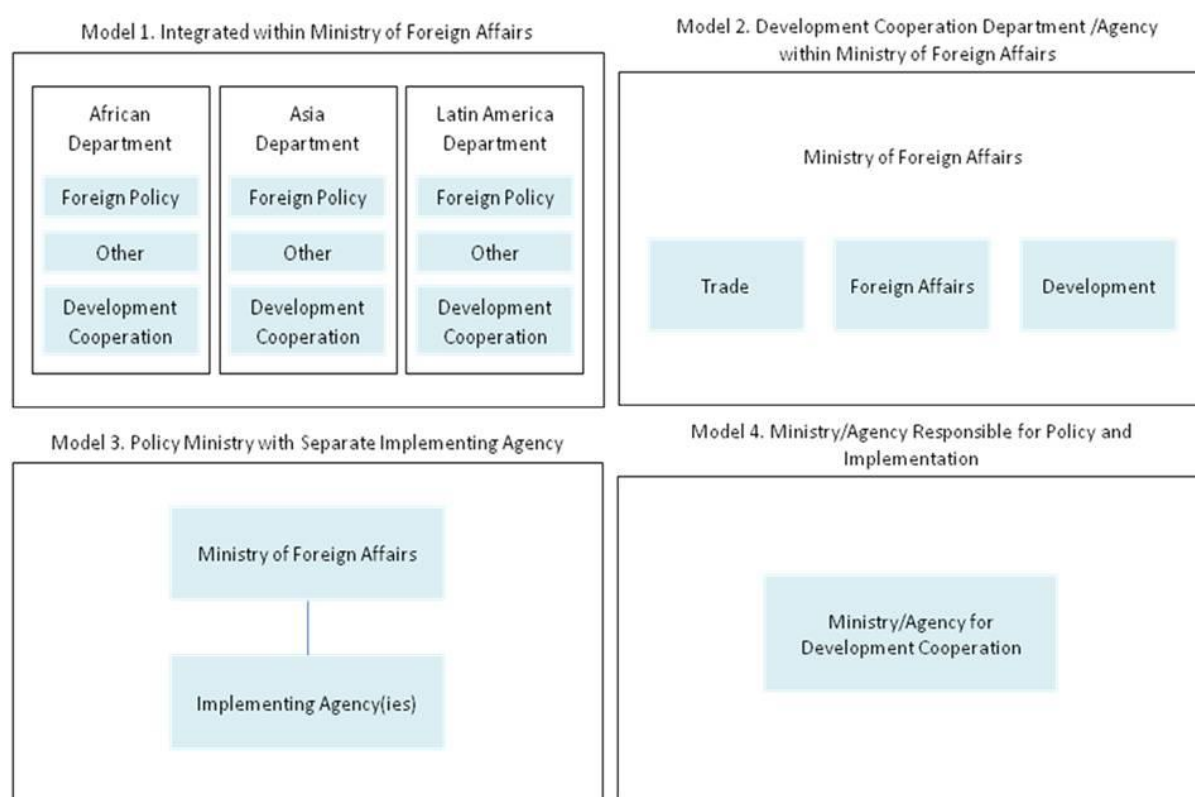 Model 1. Integrated within Ministry of Foreign Affairs
African
Department
Foreign Policy
Other
Development
Cooperation
Asia
Department
Foreign Policy
Other
Development
Cooperation
Latin America
Department
Foreign Policy
Other
Development
Cooperation
Model 2. Development Cooperation Department /Agency
within Ministry of Foreign Affairs
Ministry of Foreign Affairs
Trade
Foreign Affairs
Development
Model 3. Policy Ministry with Separate Implementing Agency
Ministry of Foreign Affairs
Implementing Agency(ies)
Model 4. Ministry/Agency Responsible for Policy and
Implementation
Ministry/Agency for
Development Cooperation